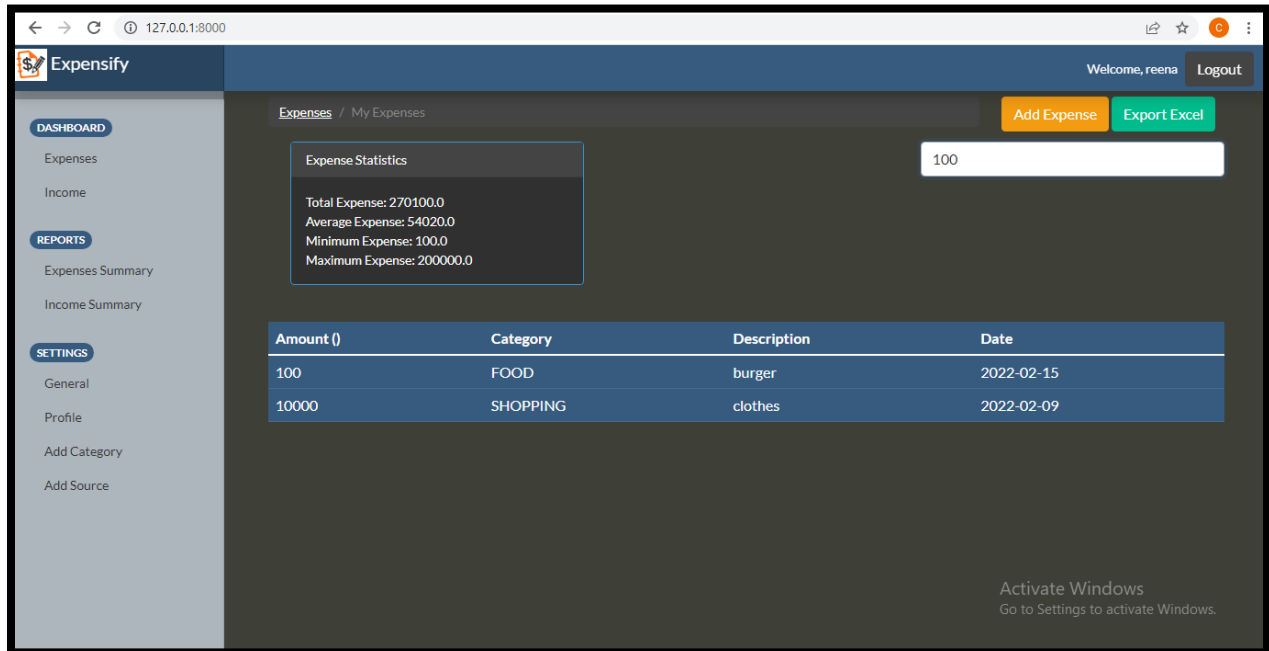 127.0.0.1:8000
C
Expensify
Welcome, reena
Logout
DASHBOARD
Expenses
Income
REPORTS
Expenses Summary
Income Summary
SETTINGS
General
Profile
Add Category
Add Source
Expenses / My Expenses
Add Expense
Export Excel
Expense Statistics
100
Total Expense: 270100.0
Average Expense: 54020.0
Minimum Expense: 100.0
Maximum Expense: 200000.0
Amount () Category Description Date
100 FOOD burger 2022-02-15
10000 SHOPPING clothes 2022-02-09
Activate Windows
Go to Settings to activate Windows.